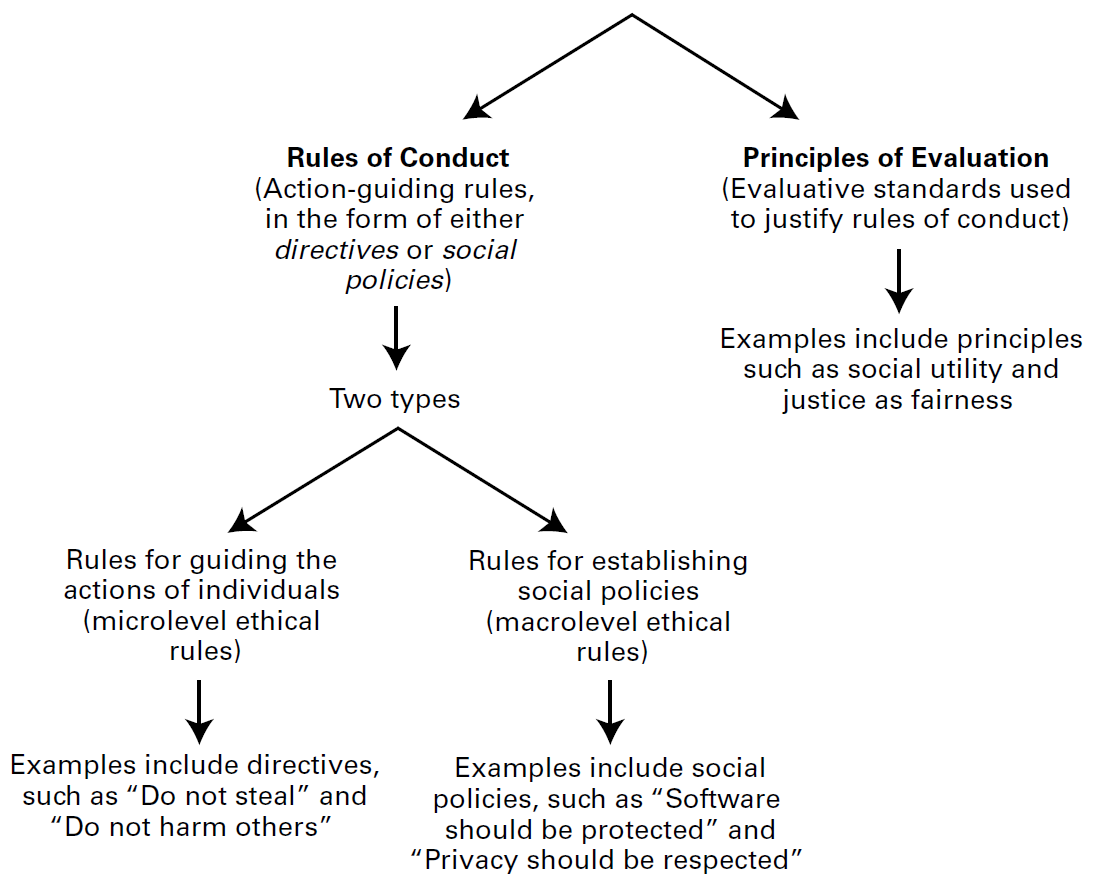 Rules of Conduct
(Action-guiding rules,
in the form of either
directives or social
policies)
Principles of Evaluation
(Evaluative standards used
to justify rules of conduct)
Two types
Examples include principles
such as social utility and
justice as fairness
Rules for guiding the
actions of individuals
(microlevel ethical
rules)
Rules for establishing
social policies
(macrolevel ethical
rules)
Examples include directives,
such as “Do not steal” and
“Do not harm others”
Examples include social
policies, such as “Software
should be protected” and
“Privacy should be respected”